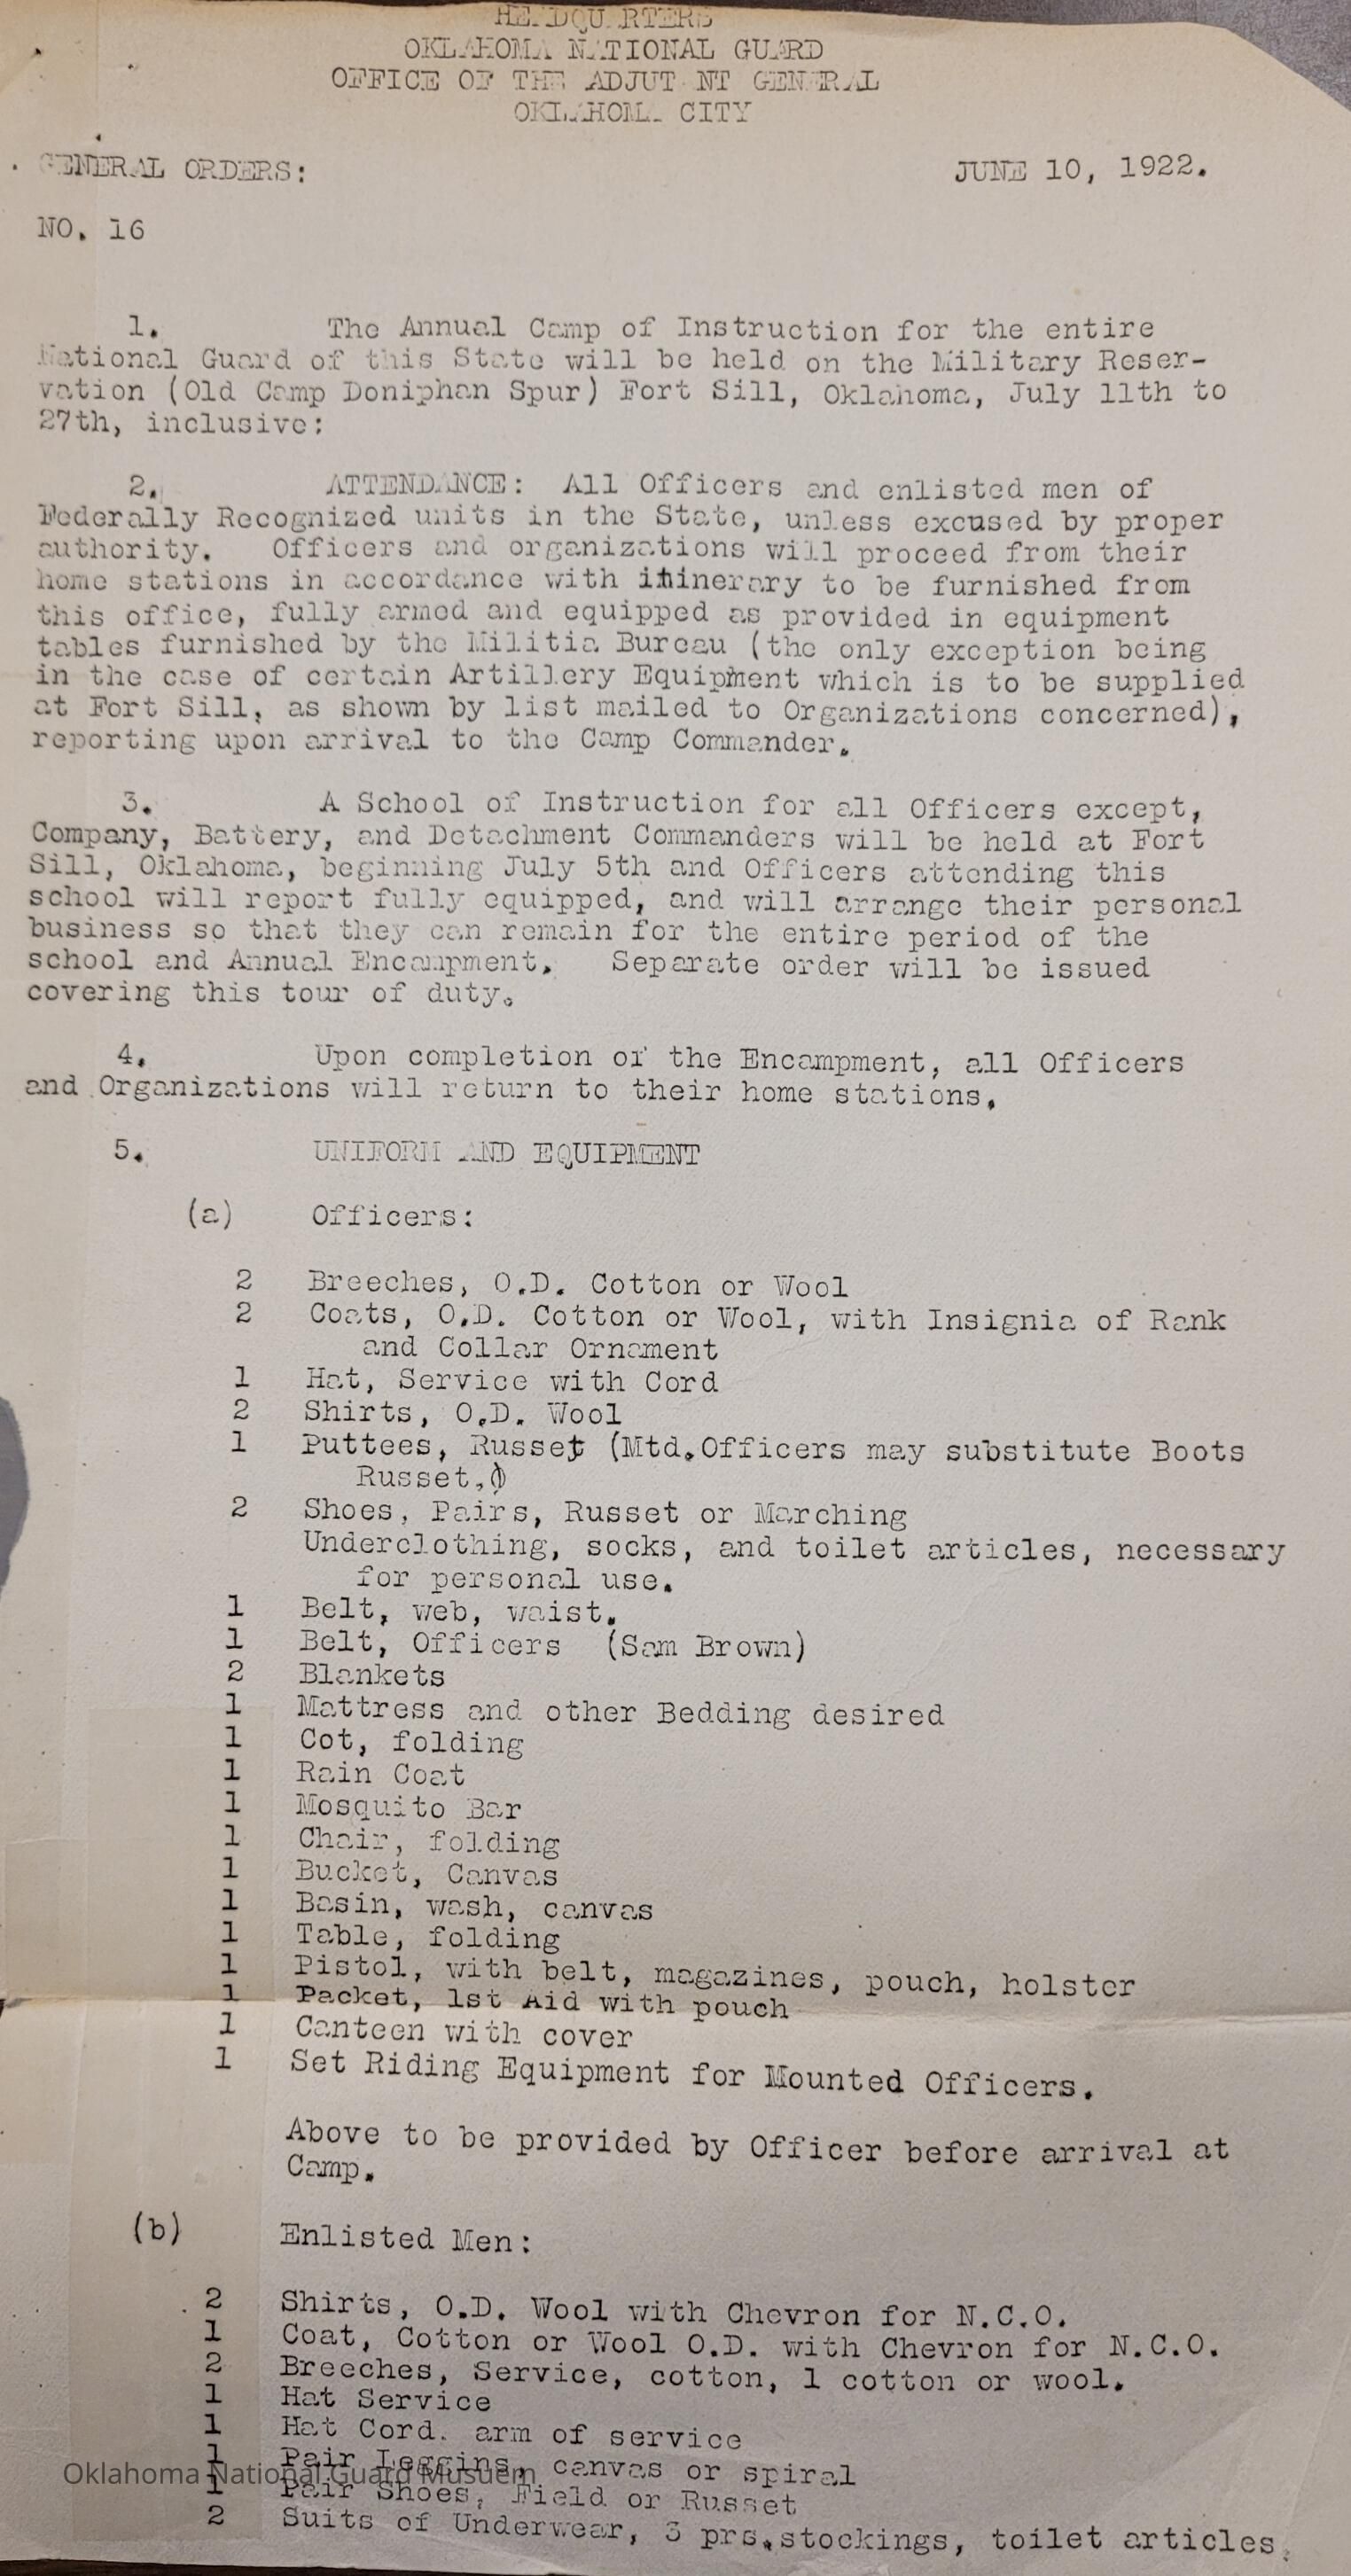 HEADQUARTERS
OKLAHOMA NATIONAL GUARD
OFFICE OF THE ADJUTANT GENERAL
OKLAHOMA CITY
GENERAL ORDERS: JUNE 10, 1922.
NO. 16
1. The Annual Camp of Instruction for the entire
National Guard of this State will be held on the Military Reser-
vation (Old Camp Doniphan Spur) Fort Sill, Oklahoma, July 11th to
27th, inclusive:
2. ATTENDANCE: All Officers and enlisted men of
Federally Recognized units in the State, unless excused by proper
authority. Officers and organizations will proceed from their
home stations in accordance with itinerary to be furnished from
this office, fully armed and equipped as provided in equipment
tables furnished by the Militia Bureau (the only exception being
in the case of certain Artillery Equipment which is to be supplied
at Fort Sill, as shown by list mailed to Organizations concerned),
reporting upon arrival to the Camp Commander.
3. A School of Instruction for all Officers except,
Company, Battery, and Detachment Commanders will be held at Fort
Sill, Oklahoma, beginning July 5th and Officers attending this
school will report fully equipped, and will arrange their personal
business so that they can remain for the entire period of the
school and Annual Encampment. Separate order will be issued
covering this tour of duty.
4. Upon completion of the Encampment, all Officers
and Organizations will return to their home stations.
5. UNIFORM AND EQUIPMENT
(a) Officers:
2 Breeches, O.D. Cotton or Wool
2 Coats, O.D. Cotton or Wool, with Insignia of Rank
and Collar Ornament
1 Hat, Service with Cord
2 Shirts, O.D. Wool
1 Puttees, Russet (Mtd.Officers may substitute Boots
Russet.)
2 Shoes, Pairs, Russet or Marching
Underclothing, socks, and toilet articles, necessary
for personal use.
1 Belt, web, waist.
1 Belt, Officers (Sam Brown)
2 Blankets
1 Mattress and other Bedding desired
1 Cot, folding
1 Rain Coat
1 Mosquito Bar
1 Chair, folding
1 Bucket, Canvas
1 Basin, wash, canvas
1 Table, folding
1 Pistol, with belt, magazines, pouch, holster
1 Packet, 1st Aid with pouch
1 Canteen with cover
1 Set Riding Equipment for Mounted Officers.
Above to be provided by Officer before arrival at
Camp.
(b) Enlisted Men:
2 Shirts, O.D. Wool with Chevron for N.C.O.
1 Coat, Cotton or Wool O.D. with Chevron for N.C.O.
2 Breeches, Service, cotton, 1 cotton or wool.
1 Hat Service
1 Hat Cord. arm of service
1 Pair Leggins, canvas or spiral
Oklahoma National Guard Musuem
1 Pair Shoes, Field or Russet
2 Suits of Underwear, 3 prs.stockings, toilet articles.